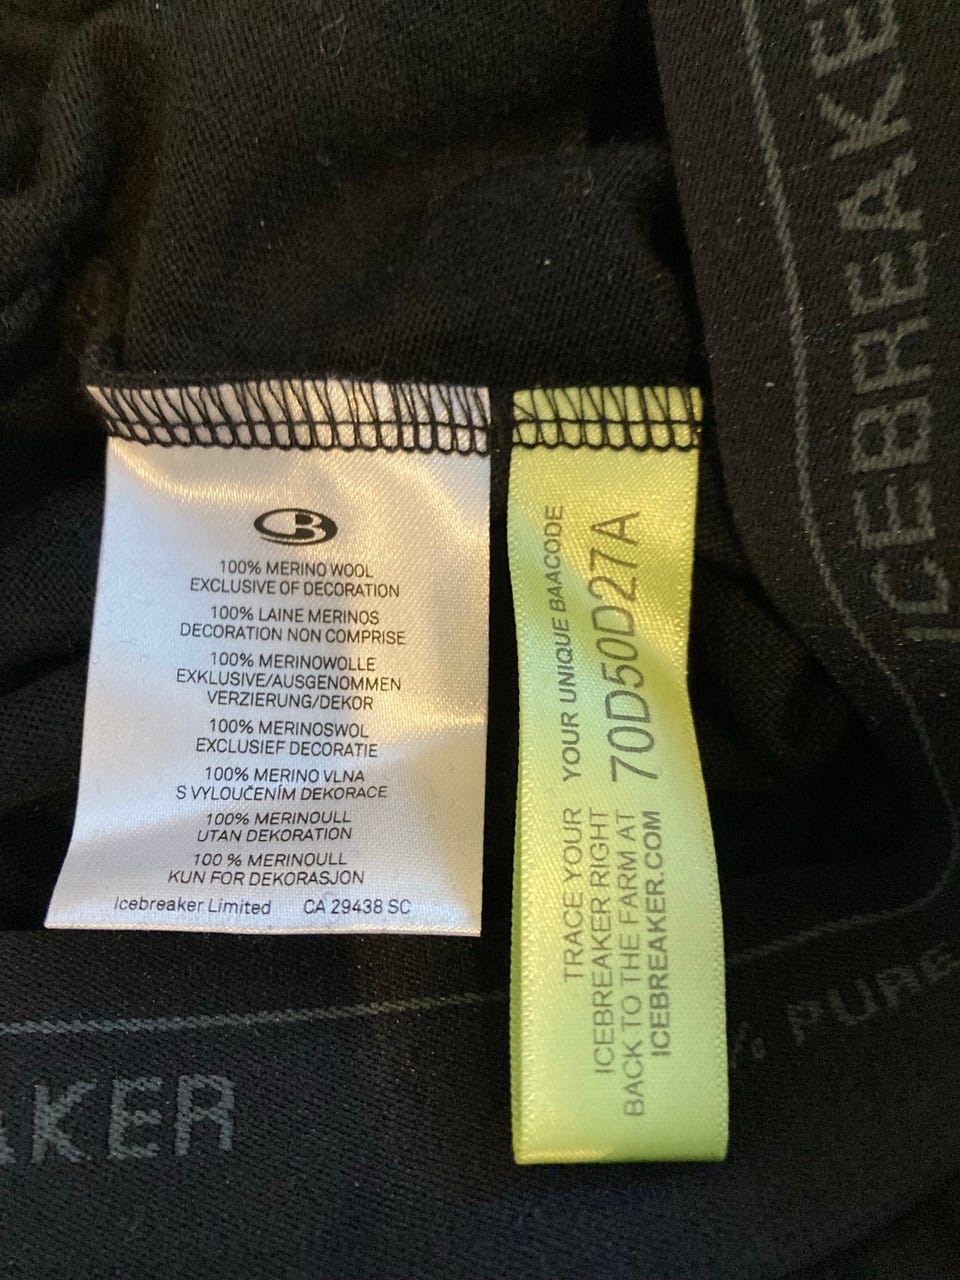 100% MERINO WOOL
EXCLUSIVE OF DECORATION
100% LAINE MERINOS
DECORATION NON COMPRISE
100% MERINOWOLLE
EXKLUSIVE/AUSGENOMMEN
VERZIERUNG/DEKOR
100% MERINOSWOL
EXCLUSIEF DECORATIE
100% MERINO VLNA
S VYLOUČENÍM DEKORACE
100% MERINOULL
UTAN DEKORATION
100 % MERINOULL
KUN FOR DEKORASJON
Icebreaker Limited CA 29438 SC
YOUR UNIQUE BAACODE
70D50D27A
TRACE YOUR
ICEBREAKER RIGHT
BACK TO THE FARM AT
ICEBREAKER.COM
ICEBREAKE
AKER
% PURE